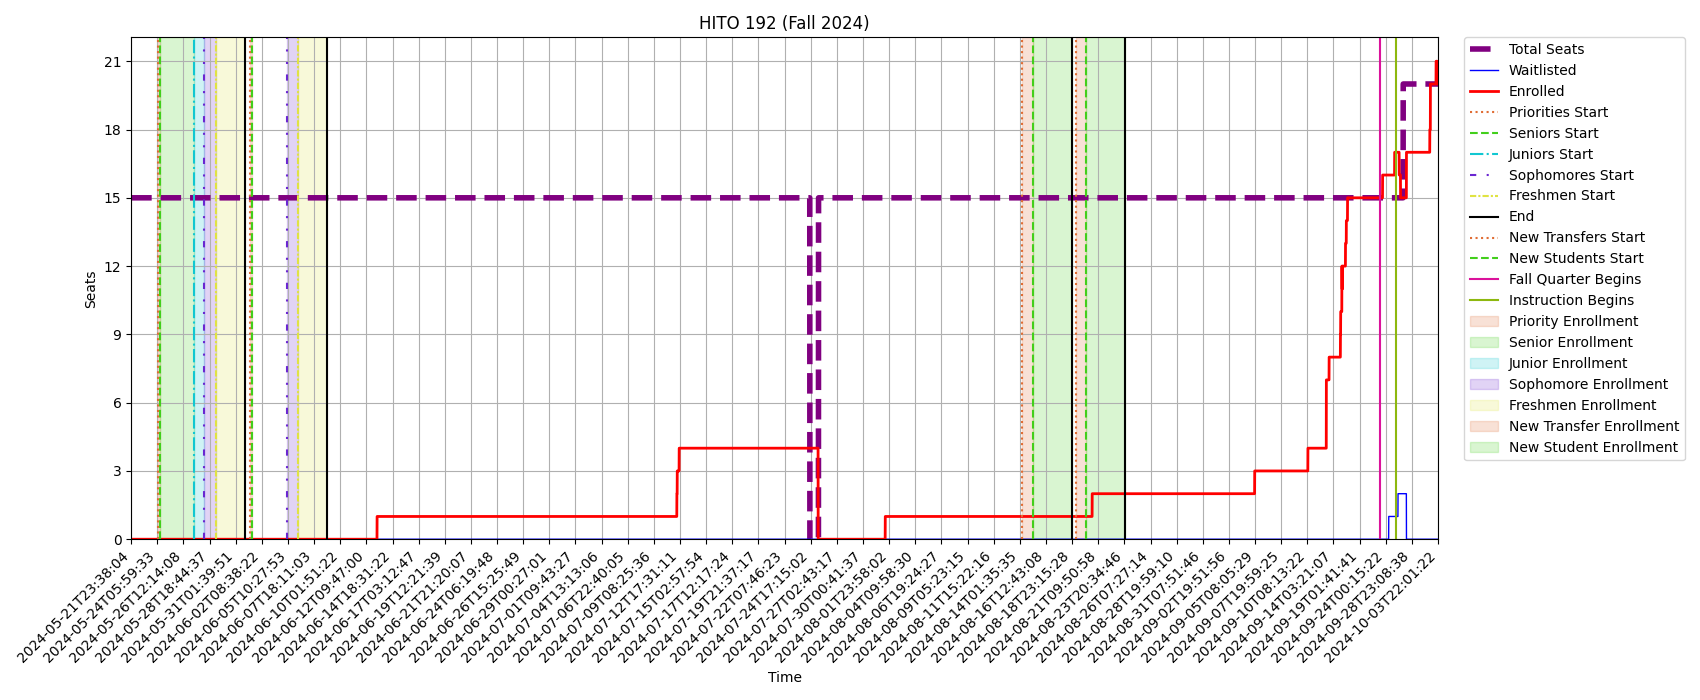 HITO 192 (Fall 2024)
Seats
21
18
15
12
9
6
3
0
2024-05-21T23:38:04
2024-05-24T05:59:33
2024-05-26T12:14:08
2024-05-28T18:44:37
2024-05-31T01:39:51
2024-06-02T08:38:22
2024-06-05T10:27:53
2024-06-07T18:11:03
2024-06-10T01:51:22
2024-06-12T09:47:00
2024-06-14T18:31:22
2024-06-17T03:12:47
2024-06-19T12:21:39
2024-06-21T21:20:07
2024-06-24T06:19:48
2024-06-26T15:25:49
2024-06-29T00:27:01
2024-07-01T09:43:27
2024-07-04T13:13:06
2024-07-06T22:40:05
2024-07-09T08:25:36
2024-07-12T17:31:11
2024-07-15T02:57:54
2024-07-17T12:17:24
2024-07-19T21:37:17
2024-07-22T07:46:23
2024-07-24T17:15:02
2024-07-27T02:43:17
2024-07-30T00:41:37
2024-08-01T23:58:02
2024-08-04T09:58:30
2024-08-06T19:24:27
2024-08-09T05:23:15
2024-08-11T15:22:16
2024-08-14T01:35:35
2024-08-16T12:43:08
2024-08-18T23:15:28
2024-08-21T09:50:58
2024-08-23T20:34:46
2024-08-26T07:27:14
2024-08-28T19:59:10
2024-08-31T07:51:46
2024-09-02T19:51:56
2024-09-05T08:05:29
2024-09-07T19:59:25
2024-09-10T08:13:22
2024-09-14T03:21:07
2024-09-19T01:41:41
2024-09-24T00:15:22
2024-09-28T23:08:38
2024-10-03T22:01:22
Time
Total Seats
Waitlisted
Enrolled
Priorities Start
Seniors Start
Juniors Start
Sophomores Start
Freshmen Start
End
New Transfers Start
New Students Start
Fall Quarter Begins
Instruction Begins
Priority Enrollment
Senior Enrollment
Junior Enrollment
Sophomore Enrollment
Freshmen Enrollment
New Transfer Enrollment
New Student Enrollment